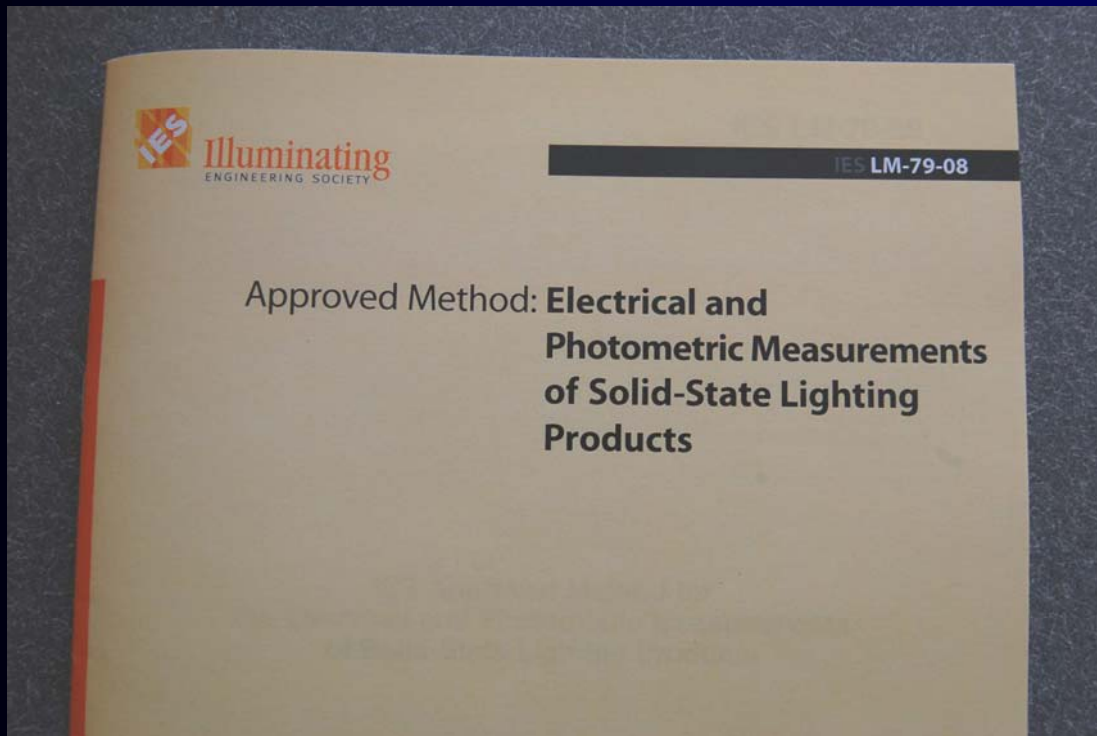 IES
Illuminating
ENGINEERING SOCIETY
IES LM-79-08
Approved Method: Electrical and
Photometric Measurements
of Solid-State Lighting
Products